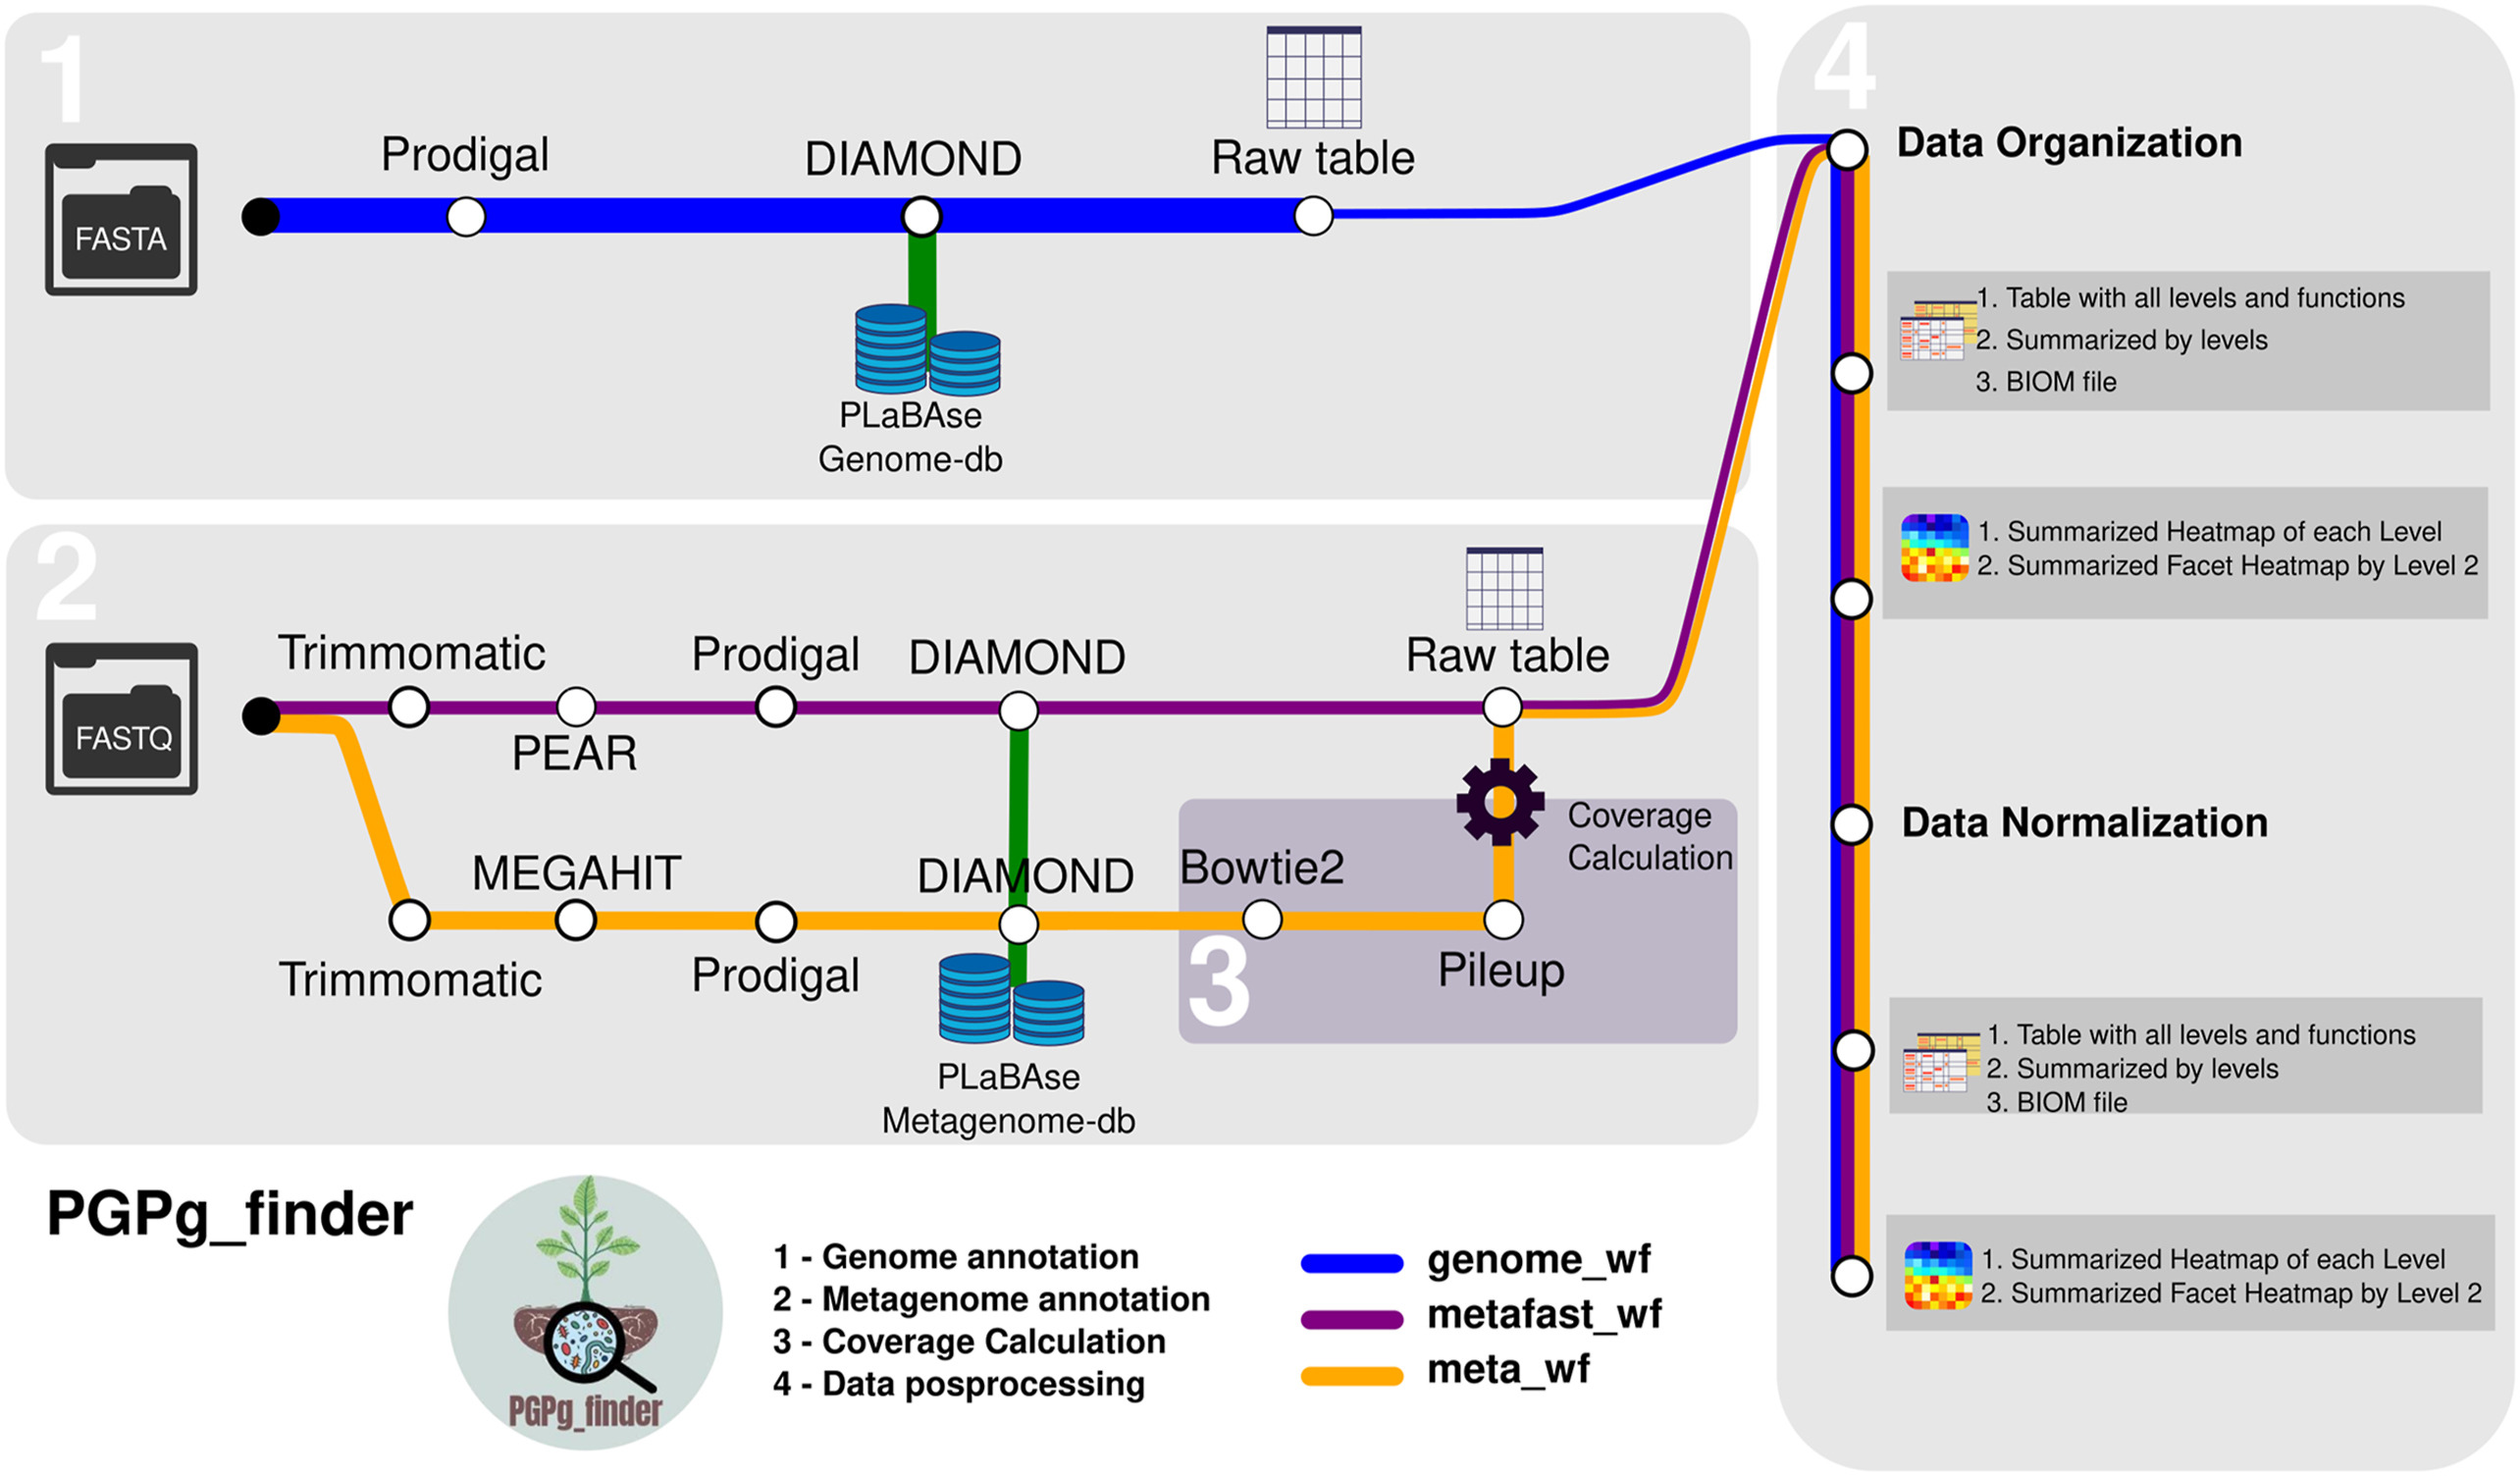 1
FASTA
Prodigal
DIAMOND
Raw table
PLaBAse
Genome-db
2
FASTQ
Trimmomatic
PEAR
Prodigal
DIAMOND
Raw table
MEGAHIT
Trimmomatic
Prodigal
DIAMOND
PLaBAse
Metagenome-db
3
Bowtie2
Pileup
Coverage
Calculation
4
Data Organization
1. Table with all levels and functions
2. Summarized by levels
3. BIOM file
1. Summarized Heatmap of each Level
2. Summarized Facet Heatmap by Level 2
Data Normalization
1. Table with all levels and functions
2. Summarized by levels
3. BIOM file
1. Summarized Heatmap of each Level
2. Summarized Facet Heatmap by Level 2
PGPg_finder
PGPg_finder
1 - Genome annotation
2 - Metagenome annotation
3 - Coverage Calculation
4 - Data posprocessing
genome_wf
metafast_wf
meta_wf